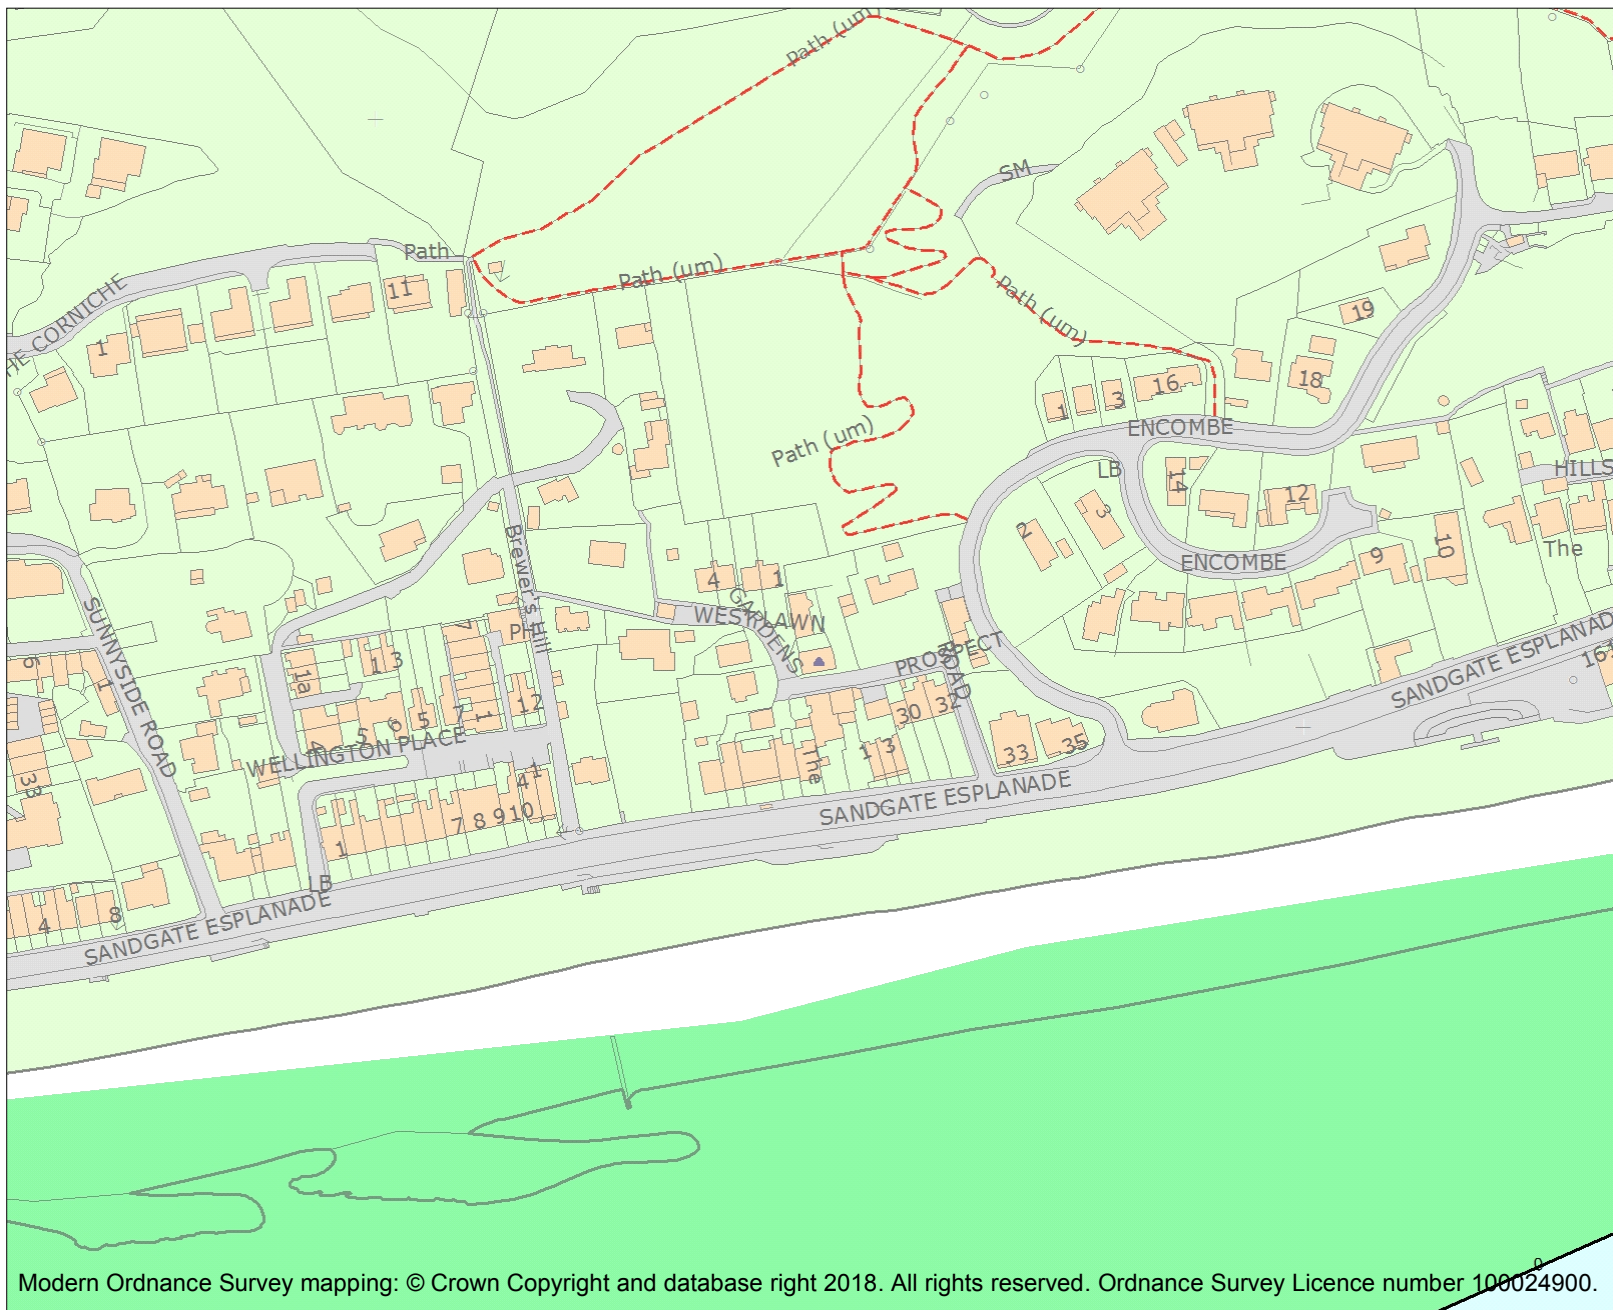 Path (um)
SM
Path
Path (um)
THE CORNICHE
11
1
Path (um)
19
18
16
3
1
ENCOMBE
Path (um)
LB
HILLS
14
12
2
3
10
The
Brewer's Hill
ENCOMBE
9
4
1
WESTLAWN
GARDENS
SUNNYSIDE ROAD
7
PH
PROSPECT
ROAD
SANDGATE ESPLANADE
6
1
1a
1 3
5
7
1
12
6
5
4
WELLINGTON PLACE
30
32
33
35
1 3
The
33
4
1
7 8 9 10
1
SANDGATE ESPLANADE
LB
4
8
SANDGATE ESPLANADE
0
Modern Ordnance Survey mapping: © Crown Copyright and database right 2018. All rights reserved. Ordnance Survey Licence number 100024900.